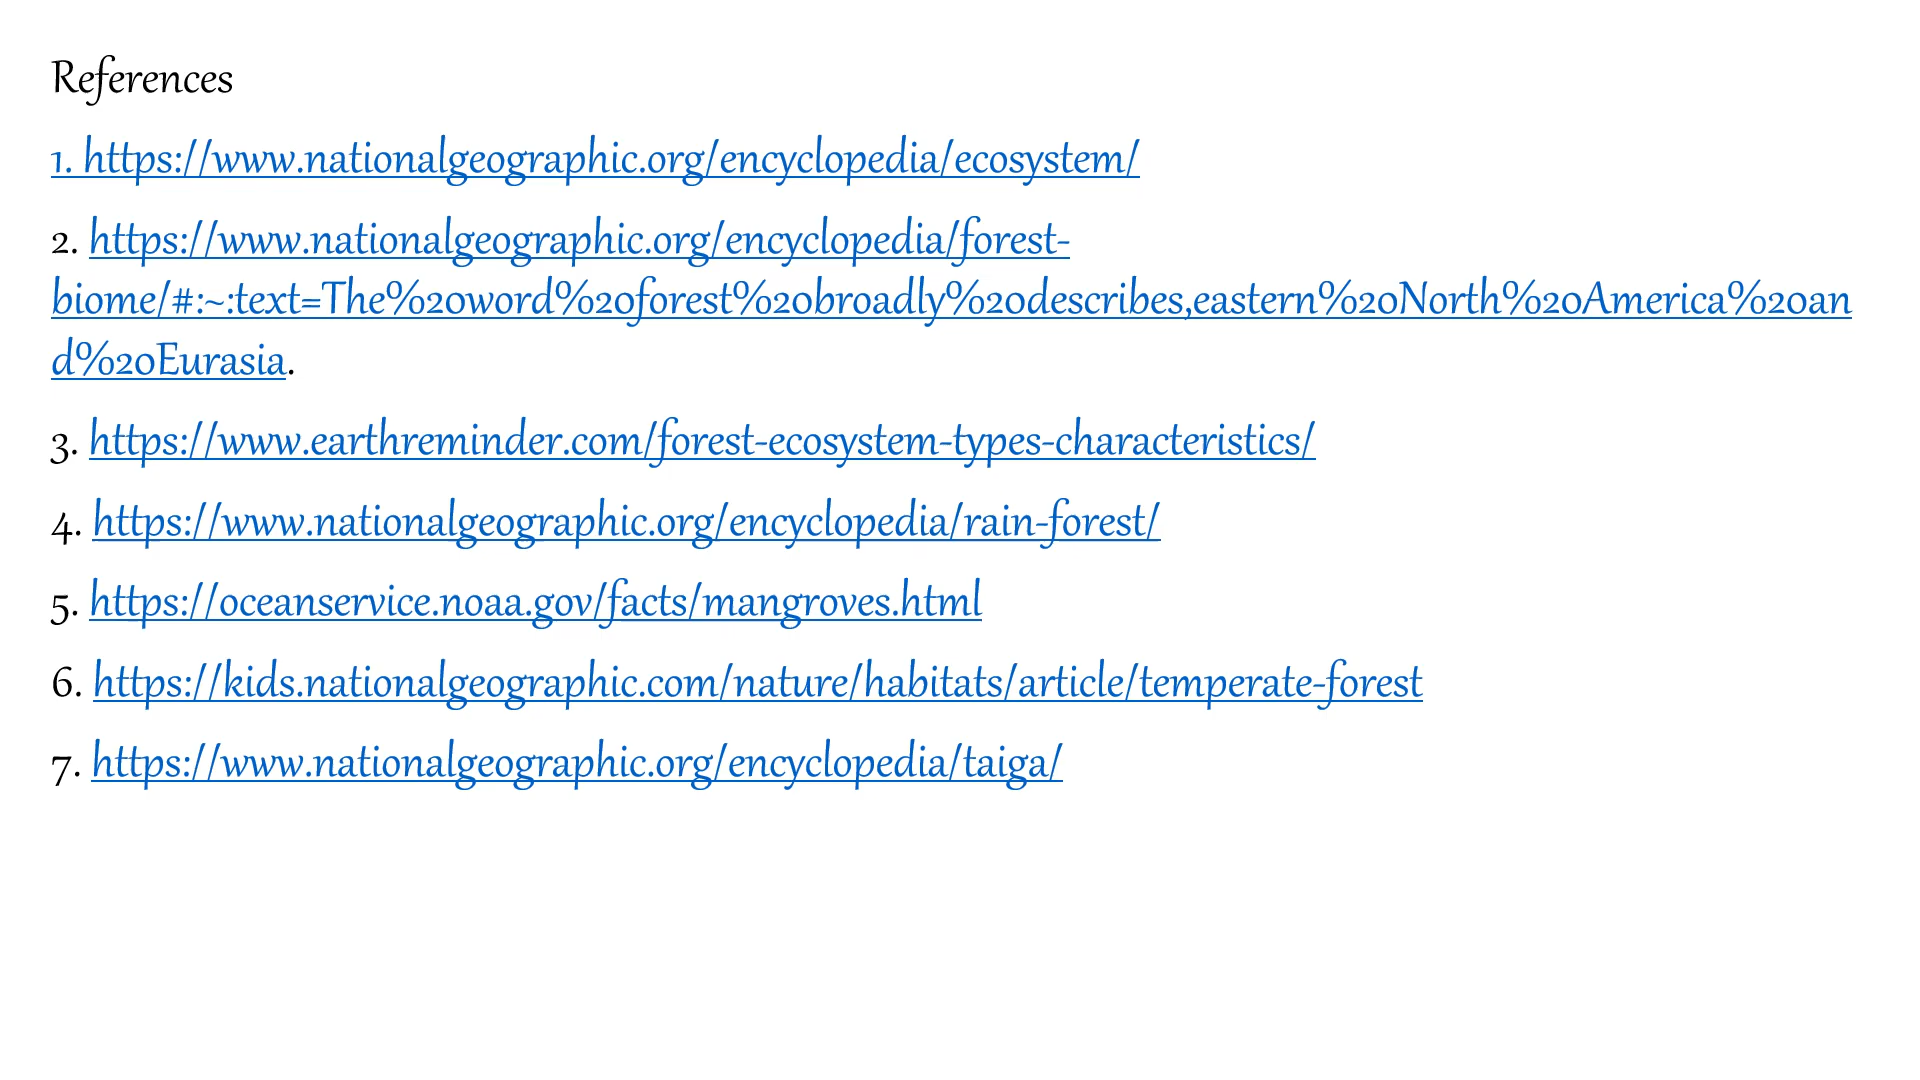 References
1. https://www.nationalgeographic.org/encyclopedia/ecosystem/
2. https://www.nationalgeographic.org/encyclopedia/forest-
biome/#:~:text=The%20word%20forest%20broadly%20describes,eastern%20North%20America%20an
d%20Eurasia.
3. https://www.earthreminder.com/forest-ecosystem-types-characteristics/
4. https://www.nationalgeographic.org/encyclopedia/rain-forest/
5. https://oceanservice.noaa.gov/facts/mangroves.html
6. https://kids.nationalgeographic.com/nature/habitats/article/temperate-forest
7. https://www.nationalgeographic.org/encyclopedia/taiga/